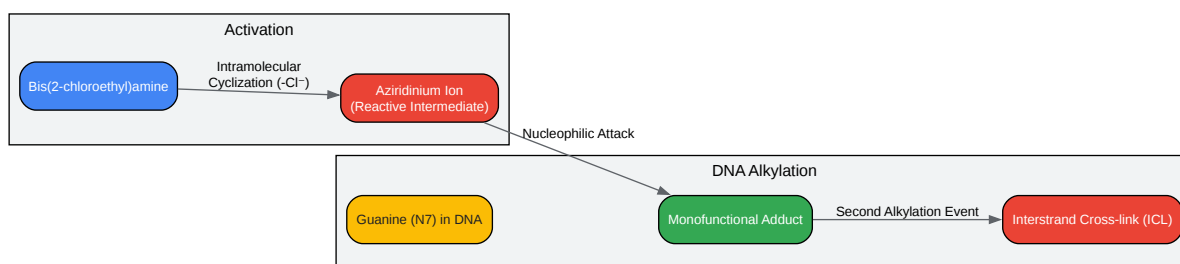 Activation
Bis(2-chloroethyl)amine
Intramolecular
Cyclization (-Cl⁻)
Aziridinium Ion
(Reactive Intermediate)
Nucleophilic Attack
DNA Alkylation
Guanine (N7) in DNA
Monofunctional Adduct
Second Alkylation Event
Interstrand Cross-link (ICL)